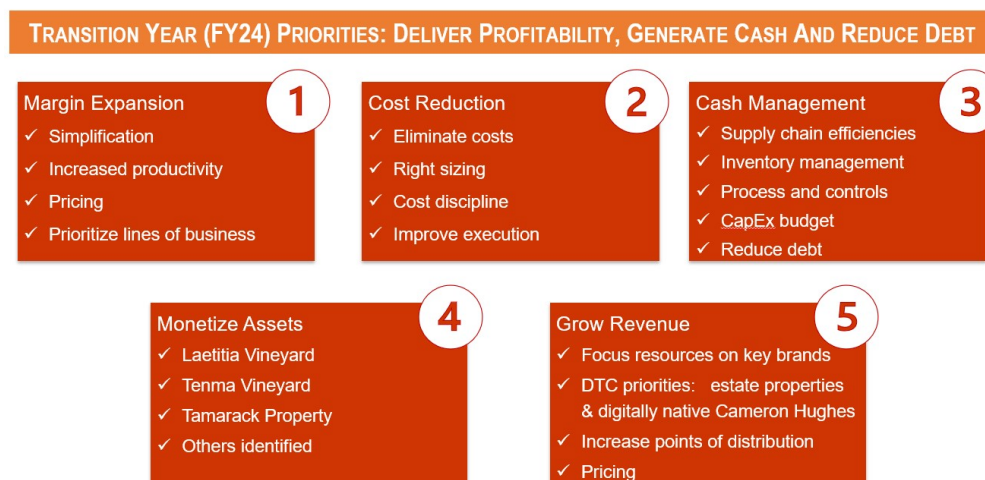 TRANSITION YEAR (FY24) PRIORITIES: DELIVER PROFITABILITY, GENERATE CASH AND REDUCE DEBT
1
Margin Expansion
✓ Simplification
✓ Increased productivity
✓ Pricing
✓ Prioritize lines of business
2
Cost Reduction
✓ Eliminate costs
✓ Right sizing
✓ Cost discipline
✓ Improve execution
3
Cash Management
✓ Supply chain efficiencies
✓ Inventory management
✓ Process and controls
✓ CapEx budget
✓ Reduce debt
4
Monetize Assets
✓ Laetitia Vineyard
✓ Tenma Vineyard
✓ Tamarack Property
✓ Others identified
5
Grow Revenue
✓ Focus resources on key brands
✓ DTC priorities: estate properties
& digitally native Cameron Hughes
✓ Increase points of distribution
✓ Pricing